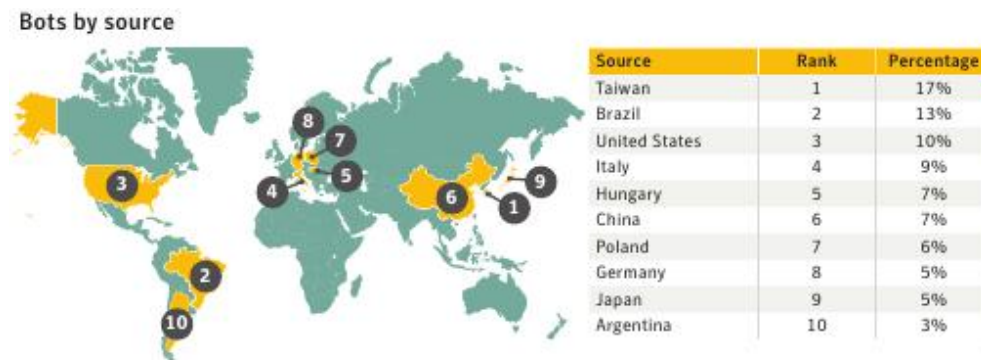 Bots by source
Source Rank Percentage
Taiwan 1 17%
Brazil 2 13%
United States 3 10%
Italy 4 9%
Hungary 5 7%
China 6 7%
Poland 7 6%
Germany 8 5%
Japan 9 5%
Argentina 10 3%
8
7
3
4
5
6
9
1
2
10